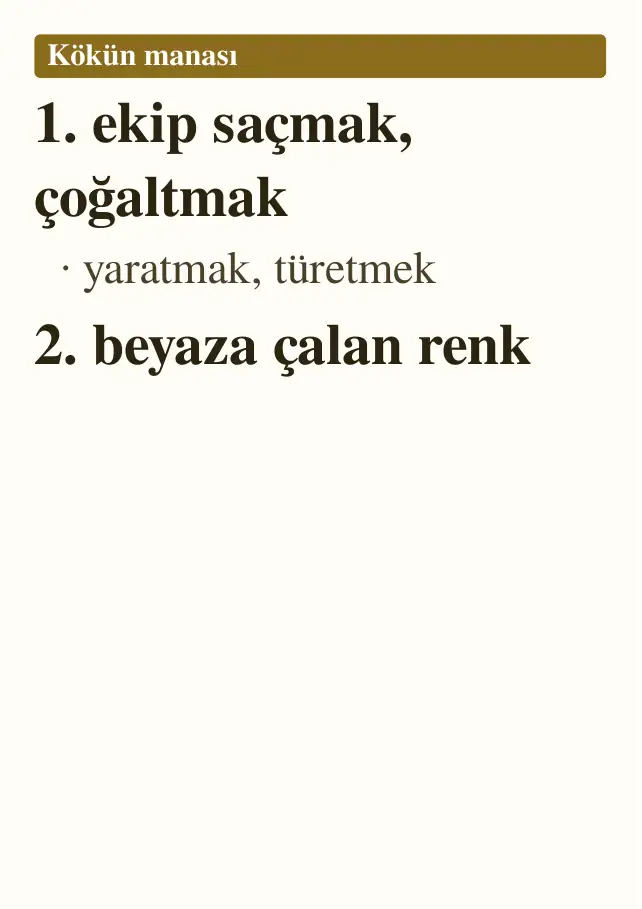 Kökün manası
1. ekip saçmak,
çoğaltmak
· yaratmak, türetmek
2. beyaza çalan renk